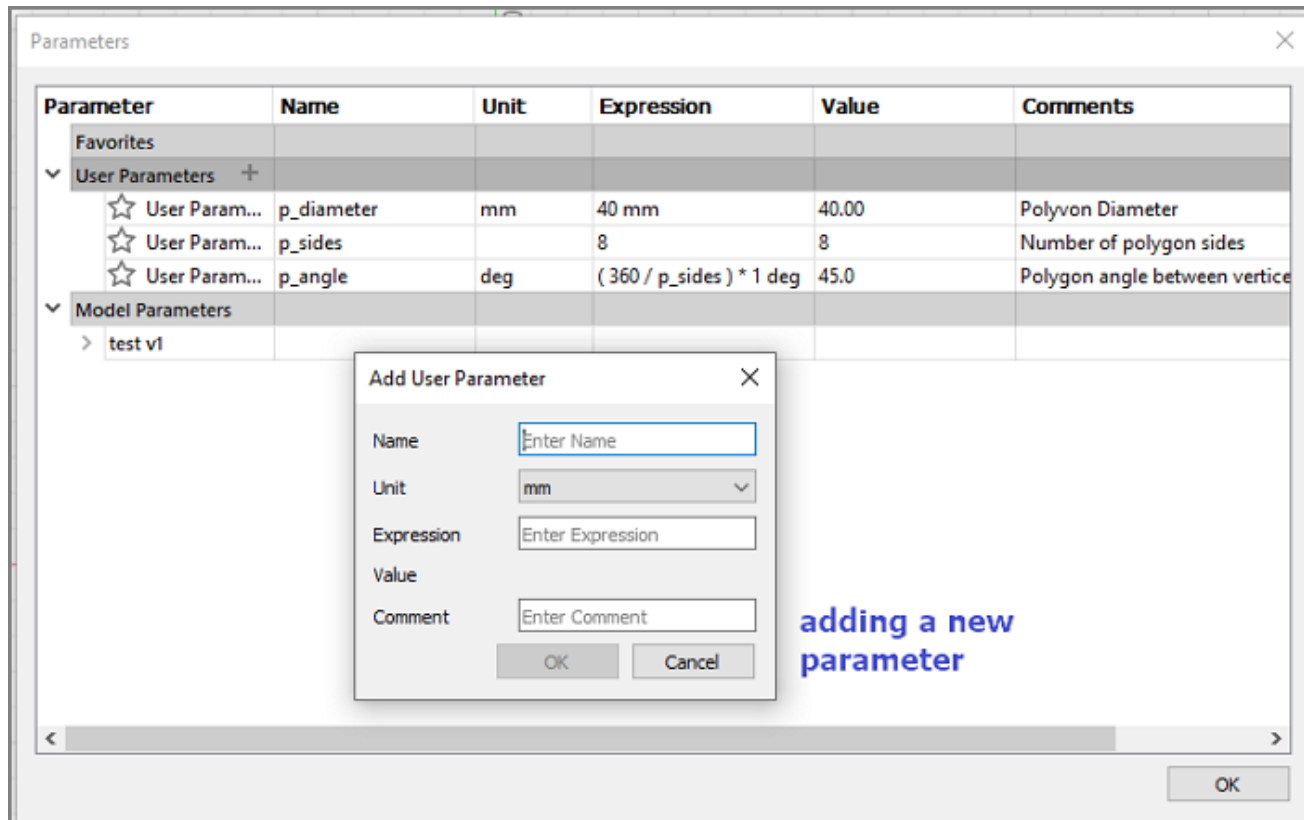 Parameters
Parameter Name Unit Expression Value Comments
Favorites
User Parameters +
User Param... p_diameter mm 40 mm 40.00 Polyvon Diameter
User Param... p_sides 8 8 Number of polygon sides
User Param... p_angle deg ( 360 / p_sides ) * 1 deg 45.0 Polygon angle between vertice
Model Parameters
test v1
Add User Parameter
Name Enter Name
Unit mm
Expression Enter Expression
Value
Comment Enter Comment
OK Cancel
adding a new
parameter
OK